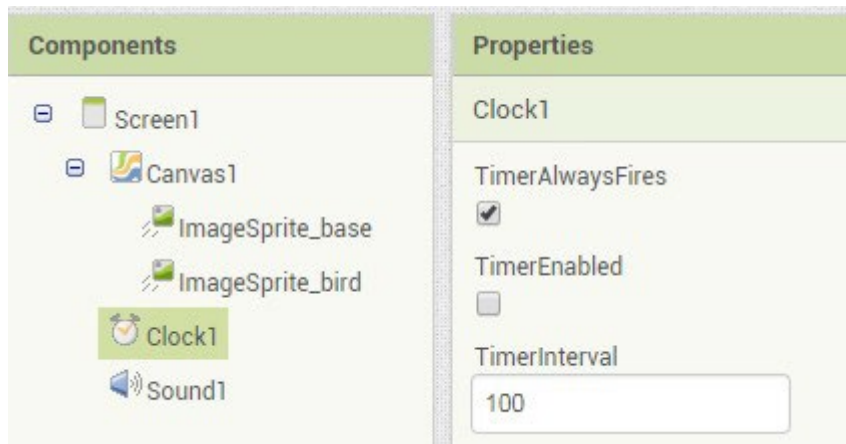 Components
Screen1
Canvas1
ImageSprite_base
ImageSprite_bird
Clock1
Sound1
Properties
Clock1
TimerAlwaysFires
TimerEnabled
TimerInterval
100